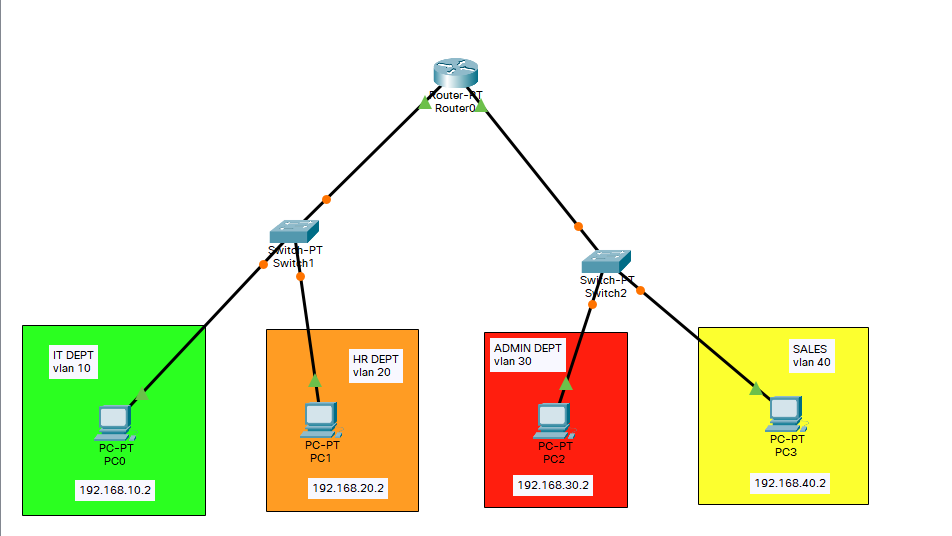 Router-PT
Router0
Switch-PT
Switch1
Switch-PT
Switch2
IT DEPT
vlan 10
HR DEPT
vlan 20
ADMIN DEPT
vlan 30
SALES
vlan 40
PC-PT
PC0
PC-PT
PC1
PC-PT
PC2
PC-PT
PC3
192.168.10.2
192.168.20.2
192.168.30.2
192.168.40.2